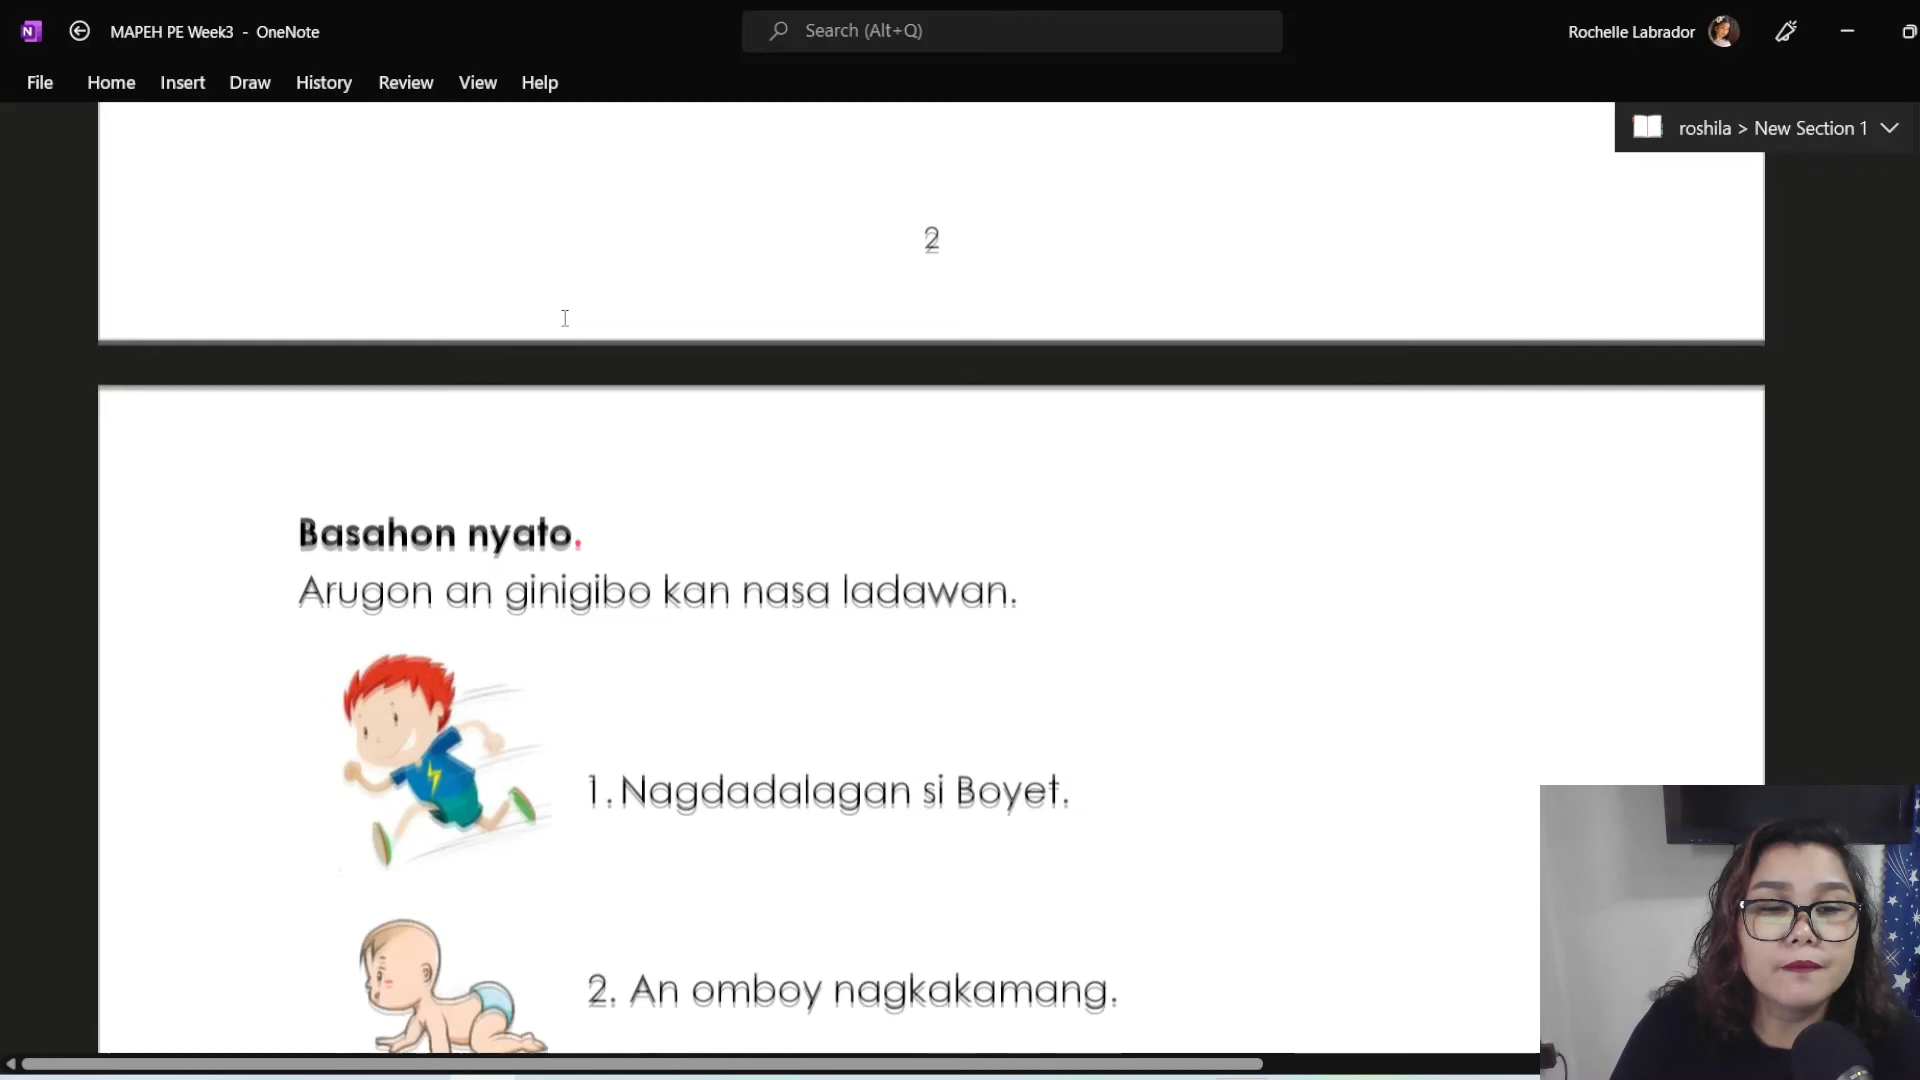 MAPEH PE Week3 - OneNote
Search (Alt+Q)
Rochelle Labrador
File Home Insert Draw History Review View Help
roshila > New Section 1
2
Basahon nyato.
Arugon an ginigibo kan nasa ladawan.
1. Nagdadalagan si Boyet.
2. An omboy nagkakamang.